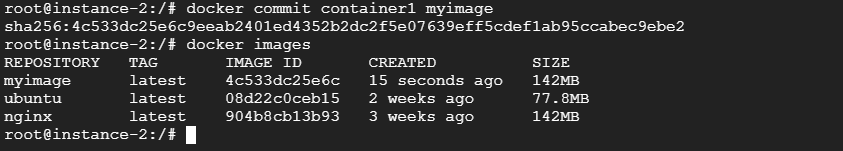 root@instance-2:/# docker commit container1 myimage
sha256:4c533dc25e6c9eeab2401ed4352b2dc2f5e07639eff5cdef1ab95ccabec9ebe2
root@instance-2:/# docker images
REPOSITORY   TAG       IMAGE ID       CREATED          SIZE
myimage      latest    4c533dc25e6c   15 seconds ago   142MB
ubuntu       latest    08d22c0ceb15   2 weeks ago      77.8MB
nginx        latest    904b8cb13b93   3 weeks ago      142MB
root@instance-2:/#